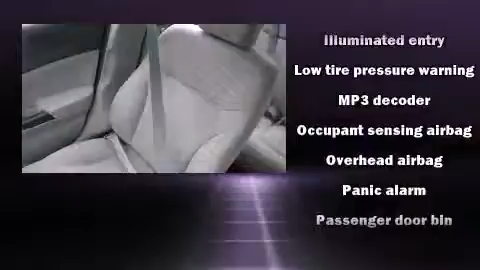 Illuminated entry
Low tire pressure warning
MP3 decoder
Occupant sensing airbag
Overhead airbag
Panic alarm
Passenger door bin